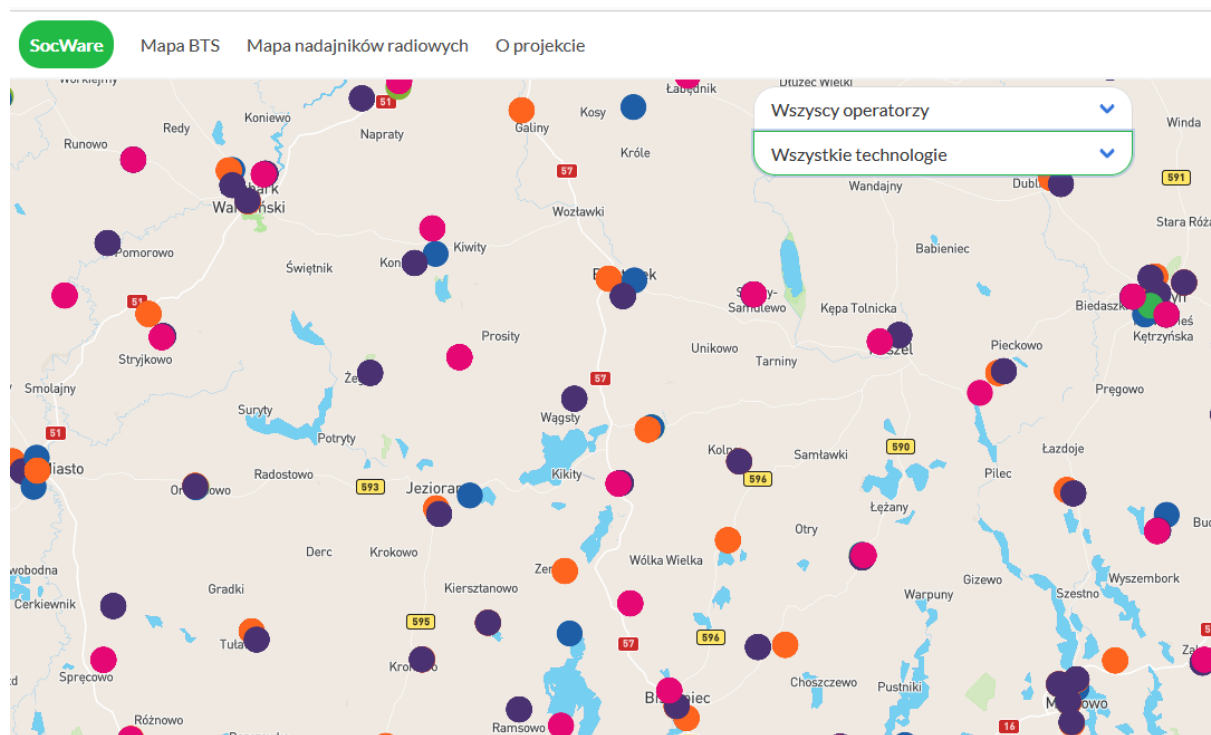 SocWare Mapa BTS Mapa nadajników radiowych O projekcie
Łabędnik
Dłużec Wielki
51
Koniewo
Kosy
Wszyscy operatorzy
Winda
Redy
Napraty
Galiny
Runowo
Króle
Wszystkie technologie
57
Wandajny
591
Wozławki
Stara
Pomorowo
Kiwity
Babieniec
Świętnik
51
Kępa Tolnicka
Prosity
Unikowo
Pieckowo
Kętrzyńska
Stryjkowo
Tarniny
57
Smolajny
Pręgowo
Suryty
Wągsty
51
Potryty
590
Łazdoje
Radostowo
593
Kikity
Samławki
Pilec
596
Łężany
Otry
Derc
Krokowo
Wólka Wielka
Gizewo
Wyszembork
Gradki
Kiersztanowo
Warpuny
Szestno
Cerkiewnik
595
57
596
Spręcowo
Choszczewo
Pustniki
Różnowo
Ramsowo
16